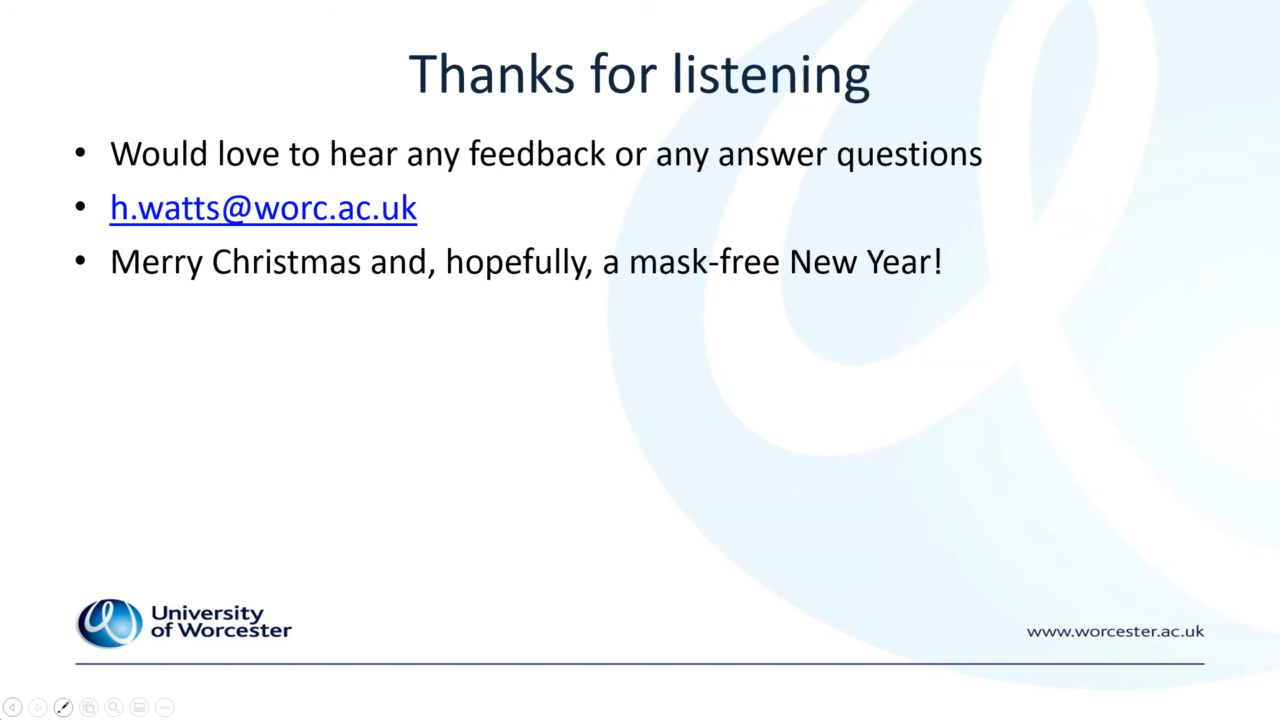 Thanks for listening
• Would love to hear any feedback or any answer questions
• h.watts@worc.ac.uk
• Merry Christmas and, hopefully, a mask-free New Year!
University
of Worcester
www.worcester.ac.uk